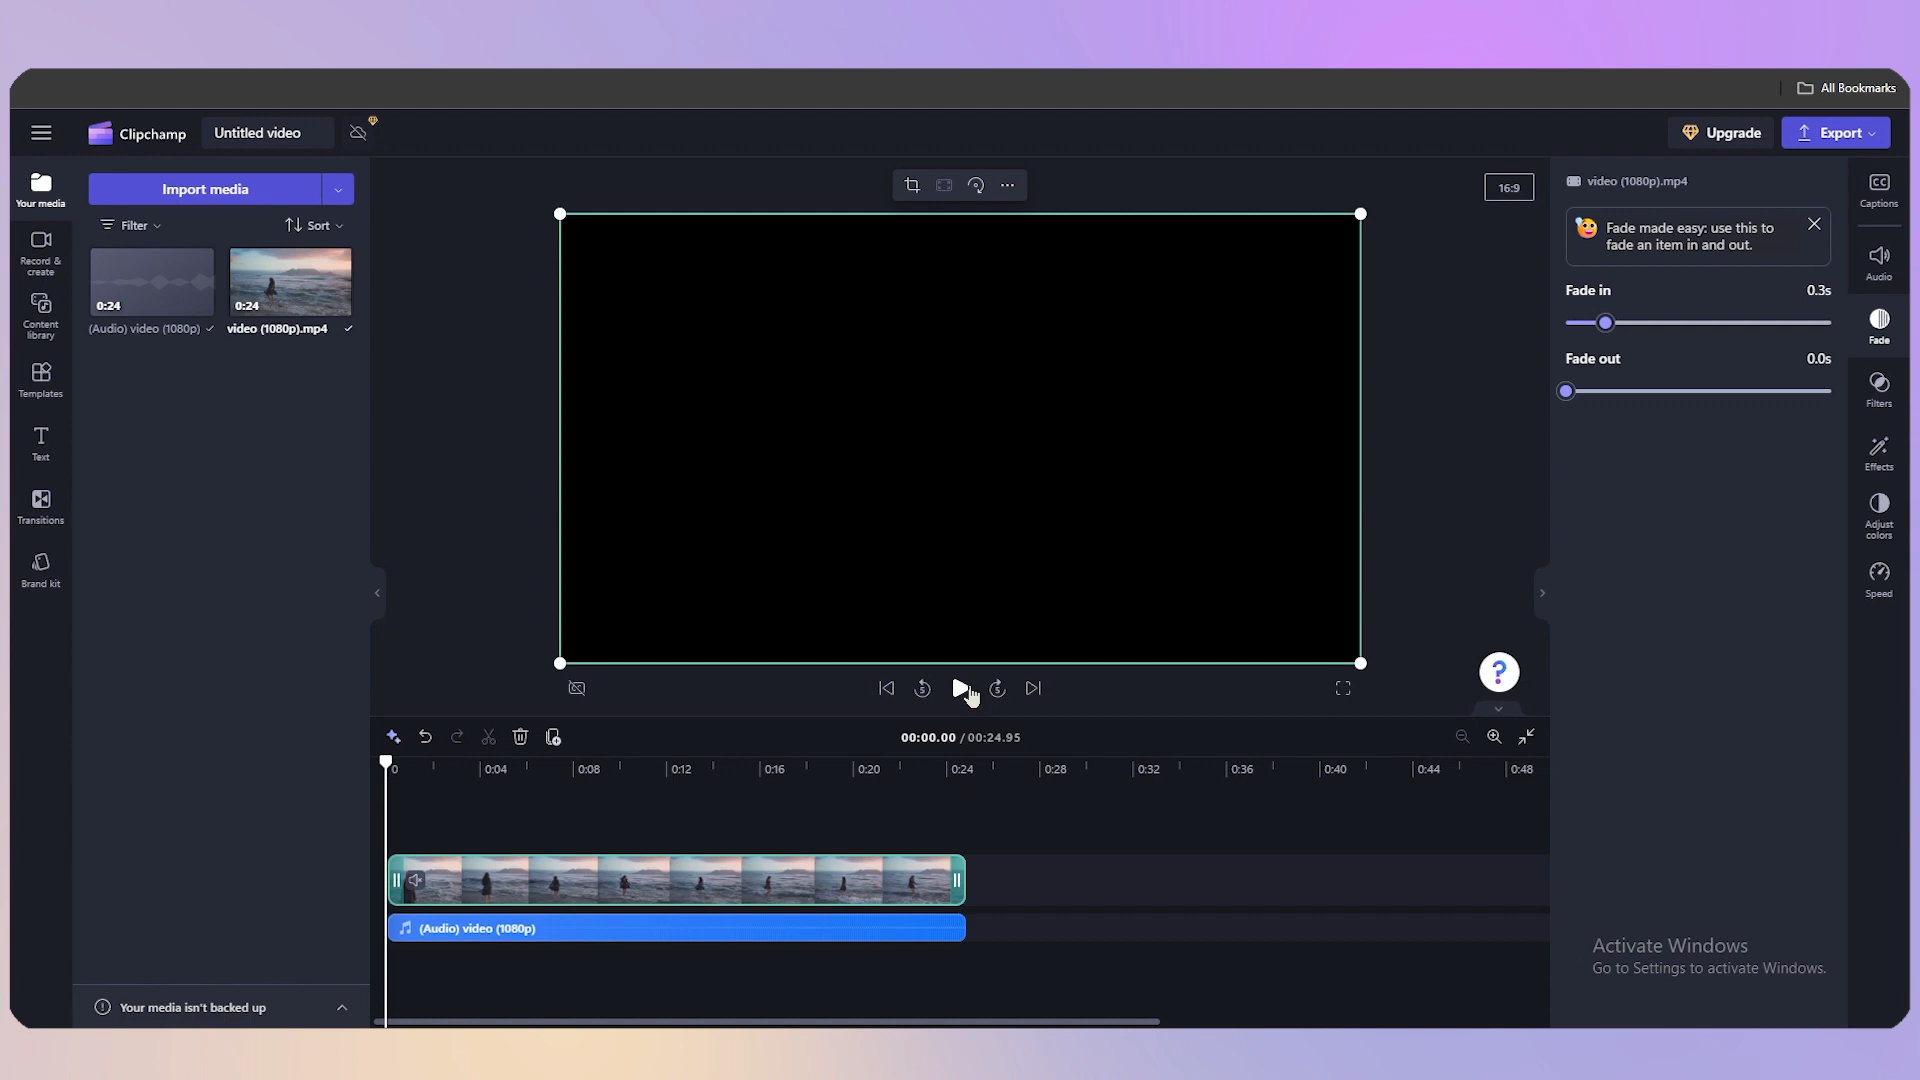 All Bookmarks
Clipchamp
Untitled video
Upgrade
Export
Your media
Record & create
Content library
Templates
Text
Transitions
Brand kit
Import media
Filter
Sort
0:24
0:24
(Audio) video (1080p)
video (1080p).mp4
Your media isn't backed up
16:9
5
5
?
00:00.00 / 00:24.95
0
0:04
0:08
0:12
0:16
0:20
0:24
0:28
0:32
0:36
0:40
0:44
0:48
(Audio) video (1080p)
video (1080p).mp4
Fade made easy: use this to
fade an item in and out.
Fade in
0.3s
Fade out
0.0s
CC
Captions
Audio
Fade
Filters
Effects
Adjust colors
Speed
Activate Windows
Go to Settings to activate Windows.